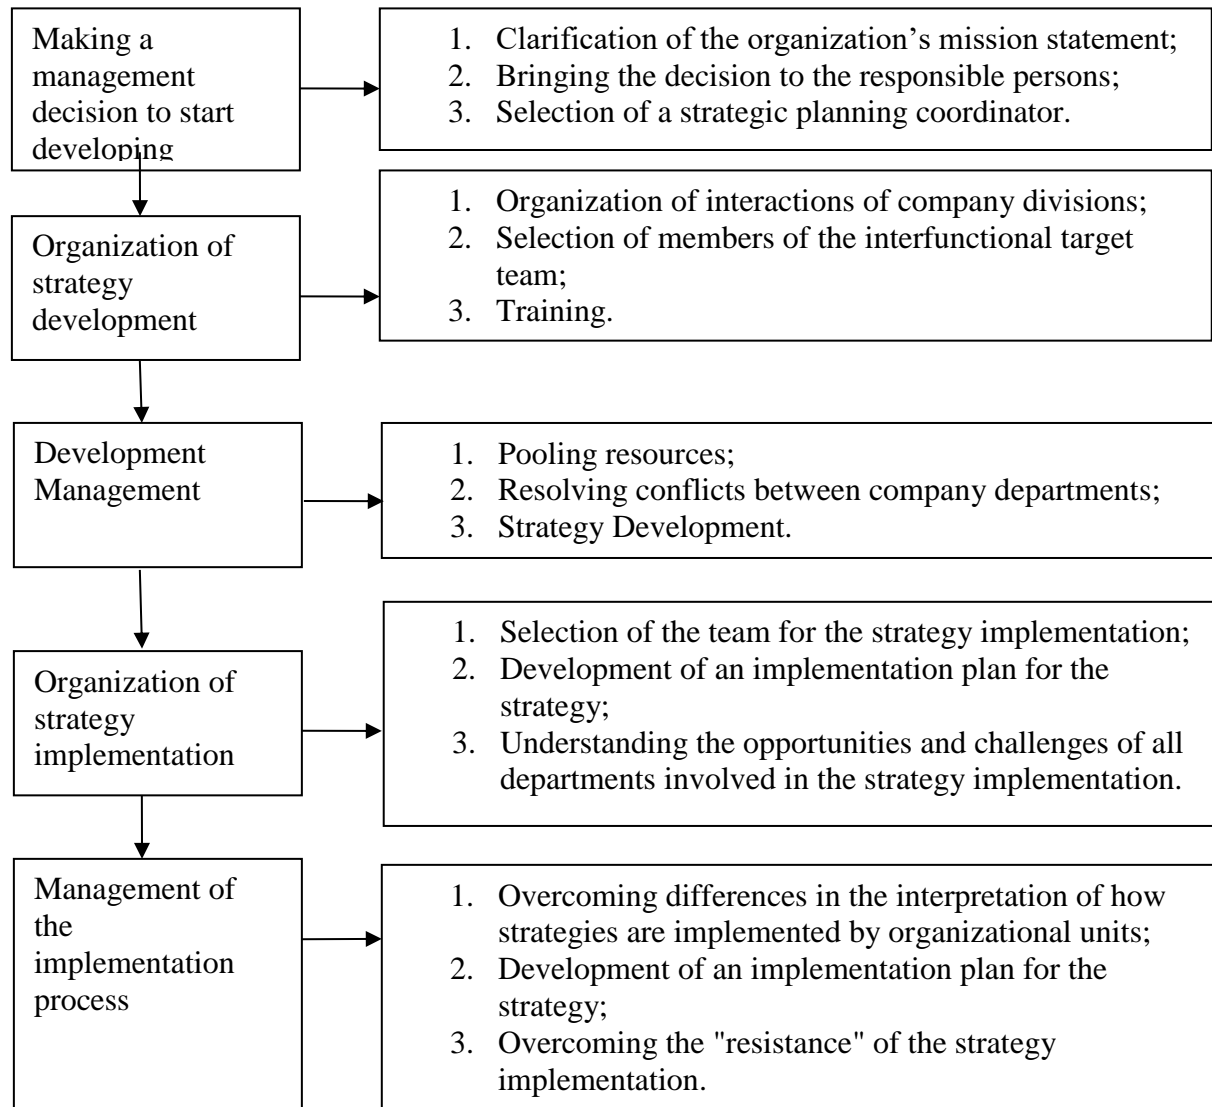 Making a
management
decision to start
developing
1. Clarification of the organization’s mission statement;
2. Bringing the decision to the responsible persons;
3. Selection of a strategic planning coordinator.
Organization of
strategy
development
1. Organization of interactions of company divisions;
2. Selection of members of the interfunctional target
team;
3. Training.
Development
Management
1. Pooling resources;
2. Resolving conflicts between company departments;
3. Strategy Development.
Organization of
strategy
implementation
1. Selection of the team for the strategy implementation;
2. Development of an implementation plan for the
strategy;
3. Understanding the opportunities and challenges of all
departments involved in the strategy implementation.
Management of
the
implementation
process
1. Overcoming differences in the interpretation of how
strategies are implemented by organizational units;
2. Development of an implementation plan for the
strategy;
3. Overcoming the "resistance" of the strategy
implementation.